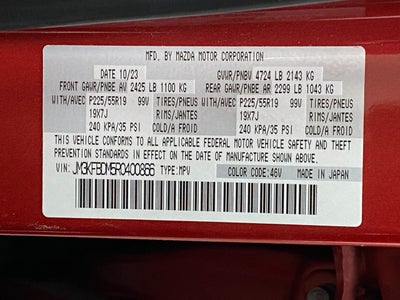 MFD. BY MAZDA MOTOR CORPORATION
DATE 10/23 GVWR/PNBV 4724 LB 2143 KG
FRONT GAWR/PNBE AV 2425 LB 1100 KG REAR GAWR/PNBE AR 2299 LB 1043 KG
WITH/AVEC P225/55R19 99W TIRES/PNEUS WITH/AVEC P225/55R19 99W TIRES/PNEUS
19X7J RIMS/JANTES 19X7J RIMS/JANTES
240 KPA/35 PSI COLD/A FROID 240 KPA/35 PSI COLD/A FROID
THIS VEHICLE CONFORMS TO ALL APPLICABLE FEDERAL MOTOR VEHICLE SAFETY AND
THEFT PREVENTION STANDARDS IN EFFECT ON THE DATE OF MANUFACTURE SHOWN ABOVE.
VIN: JM3KFBDM5R0400866 TYPE:MPV COLOR CODE:46V MADE IN JAPAN